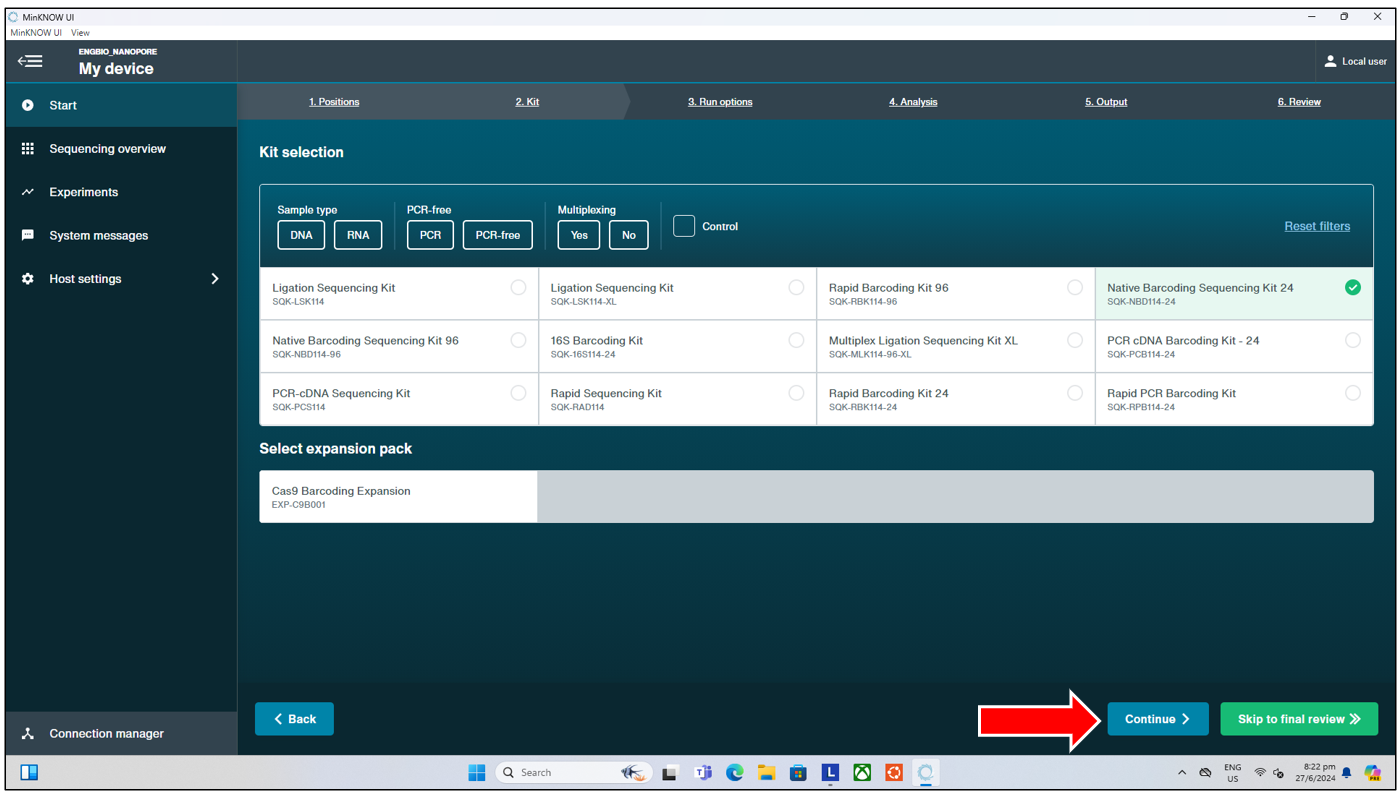 MinKNOW UI
MinKNOW UI View
ENGBIO_NANOPORE
My device
Local user
Start
Sequencing overview
Experiments
System messages
Host settings
Connection manager
1. Positions
2. Kit
3. Run options
4. Analysis
5. Output
6. Review
Kit selection
Sample type
DNA RNA
PCR-free
PCR PCR-free
Multiplexing
Yes No
Control
Reset filters
Ligation Sequencing Kit
SQK-LSK114
Ligation Sequencing Kit
SQK-LSK114-XL
Rapid Barcoding Kit 96
SQK-RBK114-96
Native Barcoding Sequencing Kit 24
SQK-NBD114-24
Native Barcoding Sequencing Kit 96
SQK-NBD114-96
16S Barcoding Kit
SQK-16S114-24
Multiplex Ligation Sequencing Kit XL
SQK-MLK114-96-XL
PCR cDNA Barcoding Kit - 24
SQK-PCB114-24
PCR-cDNA Sequencing Kit
SQK-PCS114
Rapid Sequencing Kit
SQK-RAD114
Rapid Barcoding Kit 24
SQK-RBK114-24
Rapid PCR Barcoding Kit
SQK-RPB114-24
Select expansion pack
Cas9 Barcoding Expansion
EXP-C9B001
Back
Continue
Skip to final review
Search
L
ENG
US
8:22 pm
27/6/2024
PRE